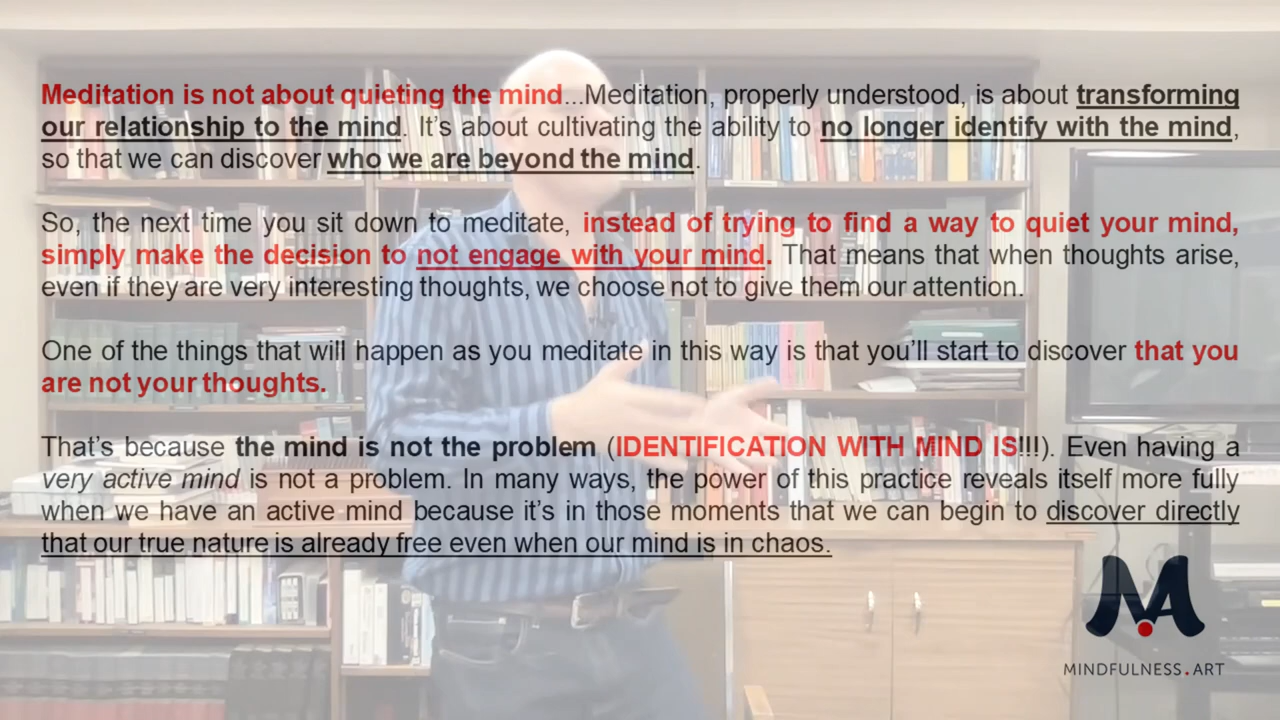 Meditation is not about quieting the mind...Meditation, properly understood, is about transforming
our relationship to the mind. It's about cultivating the ability to no longer identify with the mind,
so that we can discover who we are beyond the mind.
So, the next time you sit down to meditate, instead of trying to find a way to quiet your mind,
simply make the decision to not engage with your mind. That means that when thoughts arise,
even if they are very interesting thoughts, we choose not to give them our attention.
One of the things that will happen as you meditate in this way is that you'll start to discover that you
are not your thoughts.
That's because the mind is not the problem (IDENTIFICATION WITH MIND IS!!!). Even having a
very active mind is not a problem. In many ways, the power of this practice reveals itself more fully
when we have an active mind because it's in those moments that we can begin to discover directly
that our true nature is already free even when our mind is in chaos.
MA
MINDFULNESS.ART